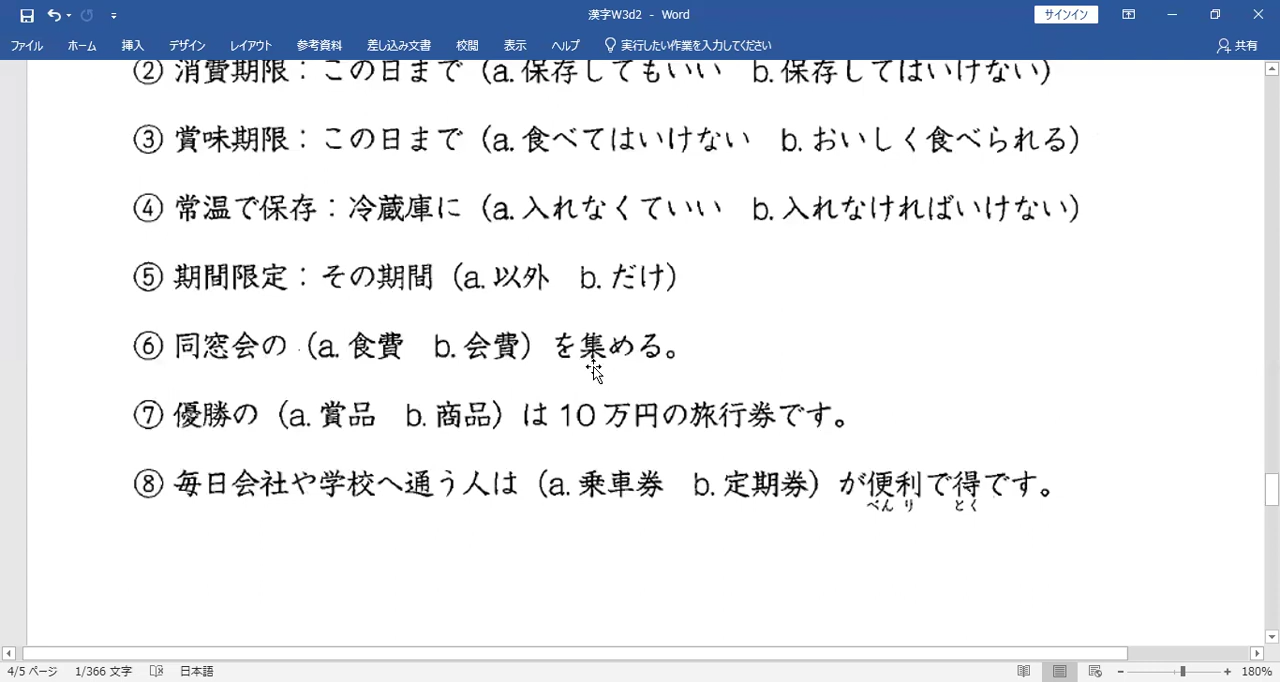 漢字W3d2 - Word
サインイン
ファイル ホーム 挿入 デザイン レイアウト 参考資料 差し込み文書 校閲 表示 ヘルプ 実行したい作業を入力してください 共有
② 消費期限：この日まで（a.保存してもいい b.保存してはいけない）
③ 賞味期限：この日まで（a.食べてはいけない b.おいしく食べられる）
④ 常温で保存：冷蔵庫に（a.入れなくていい b.入れなければいけない）
⑤ 期間限定：その期間（a.以外 b.だけ）
⑥ 同窓会の（a.食費 b.会費）を集める。
⑦ 優勝の（a.賞品 b.商品）は10万円の旅行券です。
⑧ 毎日会社や学校へ通う人は（a.乗車券 b.定期券）が便利で得です。
べん り とく
4/5 ページ 1/366 文字 日本語 180%